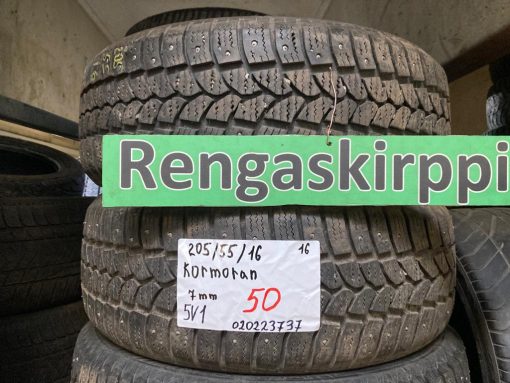 Rengaskirppi
205/55/16 16
Kormoran
7mm 50
5V1
020223737